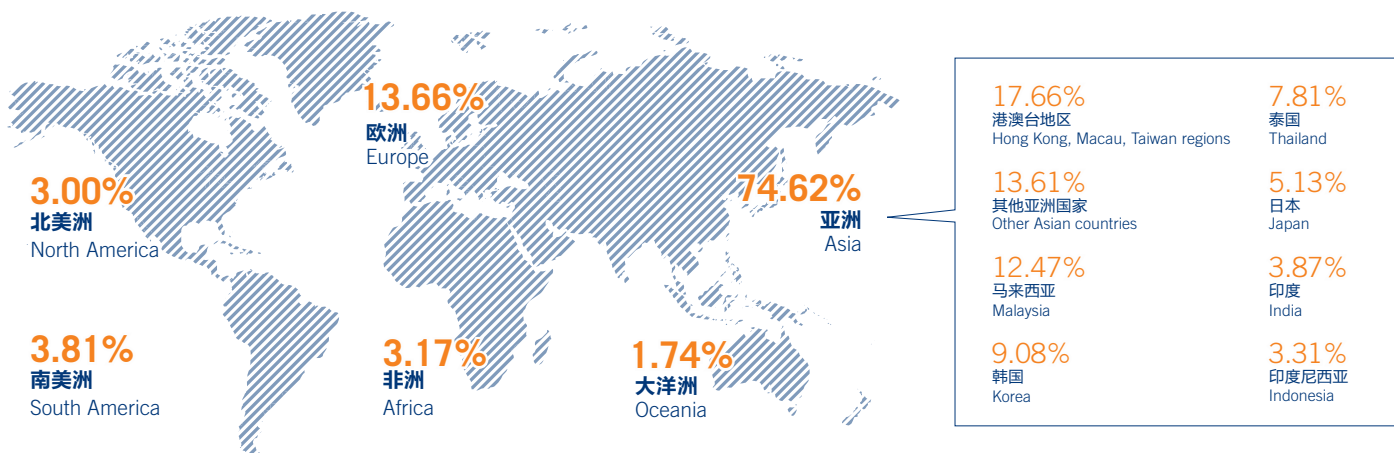 13.66%
欧洲
Europe
3.00%
北美洲
North America
74.62%
亚洲
Asia
3.81%
南美洲
South America
3.17%
非洲
Africa
1.74%
大洋洲
Oceania
17.66%
港澳台地区
Hong Kong, Macau, Taiwan regions
7.81%
泰国
Thailand
13.61%
其他亚洲国家
Other Asian countries
5.13%
日本
Japan
12.47%
马来西亚
Malaysia
3.87%
印度
India
9.08%
韩国
Korea
3.31%
印度尼西亚
Indonesia